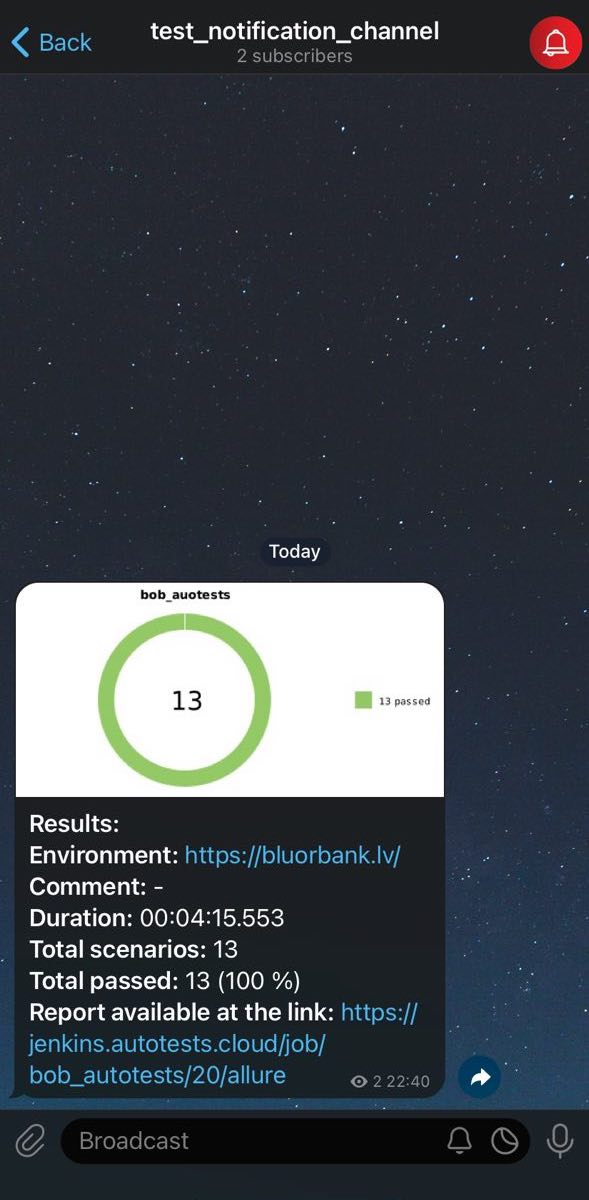 Back
test_notification_channel
2 subscribers
Today
bob_auotests
13
13 passed
Results:
Environment: https://bluorbank.lv/
Comment: -
Duration: 00:04:15.553
Total scenarios: 13
Total passed: 13 (100 %)
Report available at the link: https://
jenkins.autotests.cloud/job/
bob_autotests/20/allure
2 22:40
Broadcast